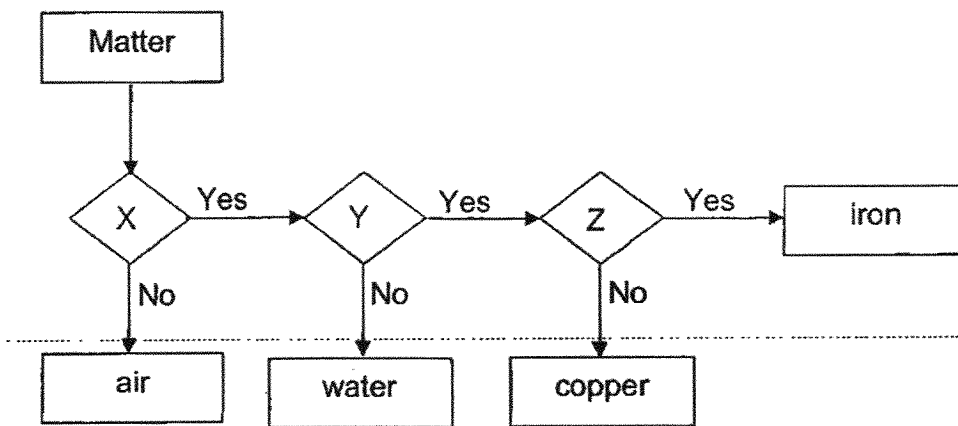 Matter
X
Yes
Y
Yes
Z
Yes
iron
No
No
No
air
water
copper